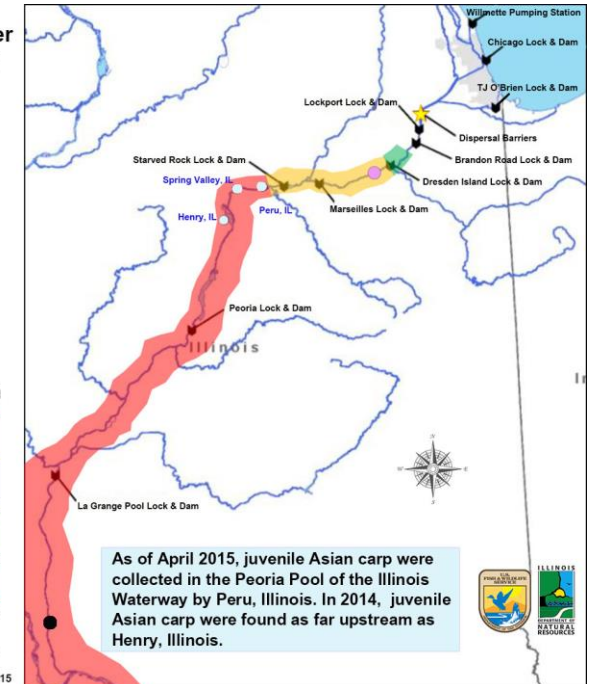 er
Willmette Pumping Station
Chicago Lock & Dam
TJ O'Brien Lock & Dam
Lockport Lock & Dam
Dispersal Barriers
Brandon Road Lock & Dam
Starved Rock Lock & Dam
Dresden Island Lock & Dam
Spring Valley, IL
Peru, IL
Marseilles Lock & Dam
Henry, IL
Peoria Lock & Dam
Illinois
N
W
E
S
La Grange Pool Lock & Dam
As of April 2015, juvenile Asian carp were
collected in the Peoria Pool of the Illinois
Waterway by Peru, Illinois. In 2014, juvenile
Asian carp were found as far upstream as
Henry, Illinois.
U.S.
FISH & WILDLIFE
SERVICE
ILLINOIS
DEPARTMENT OF
NATURAL
RESOURCES
15